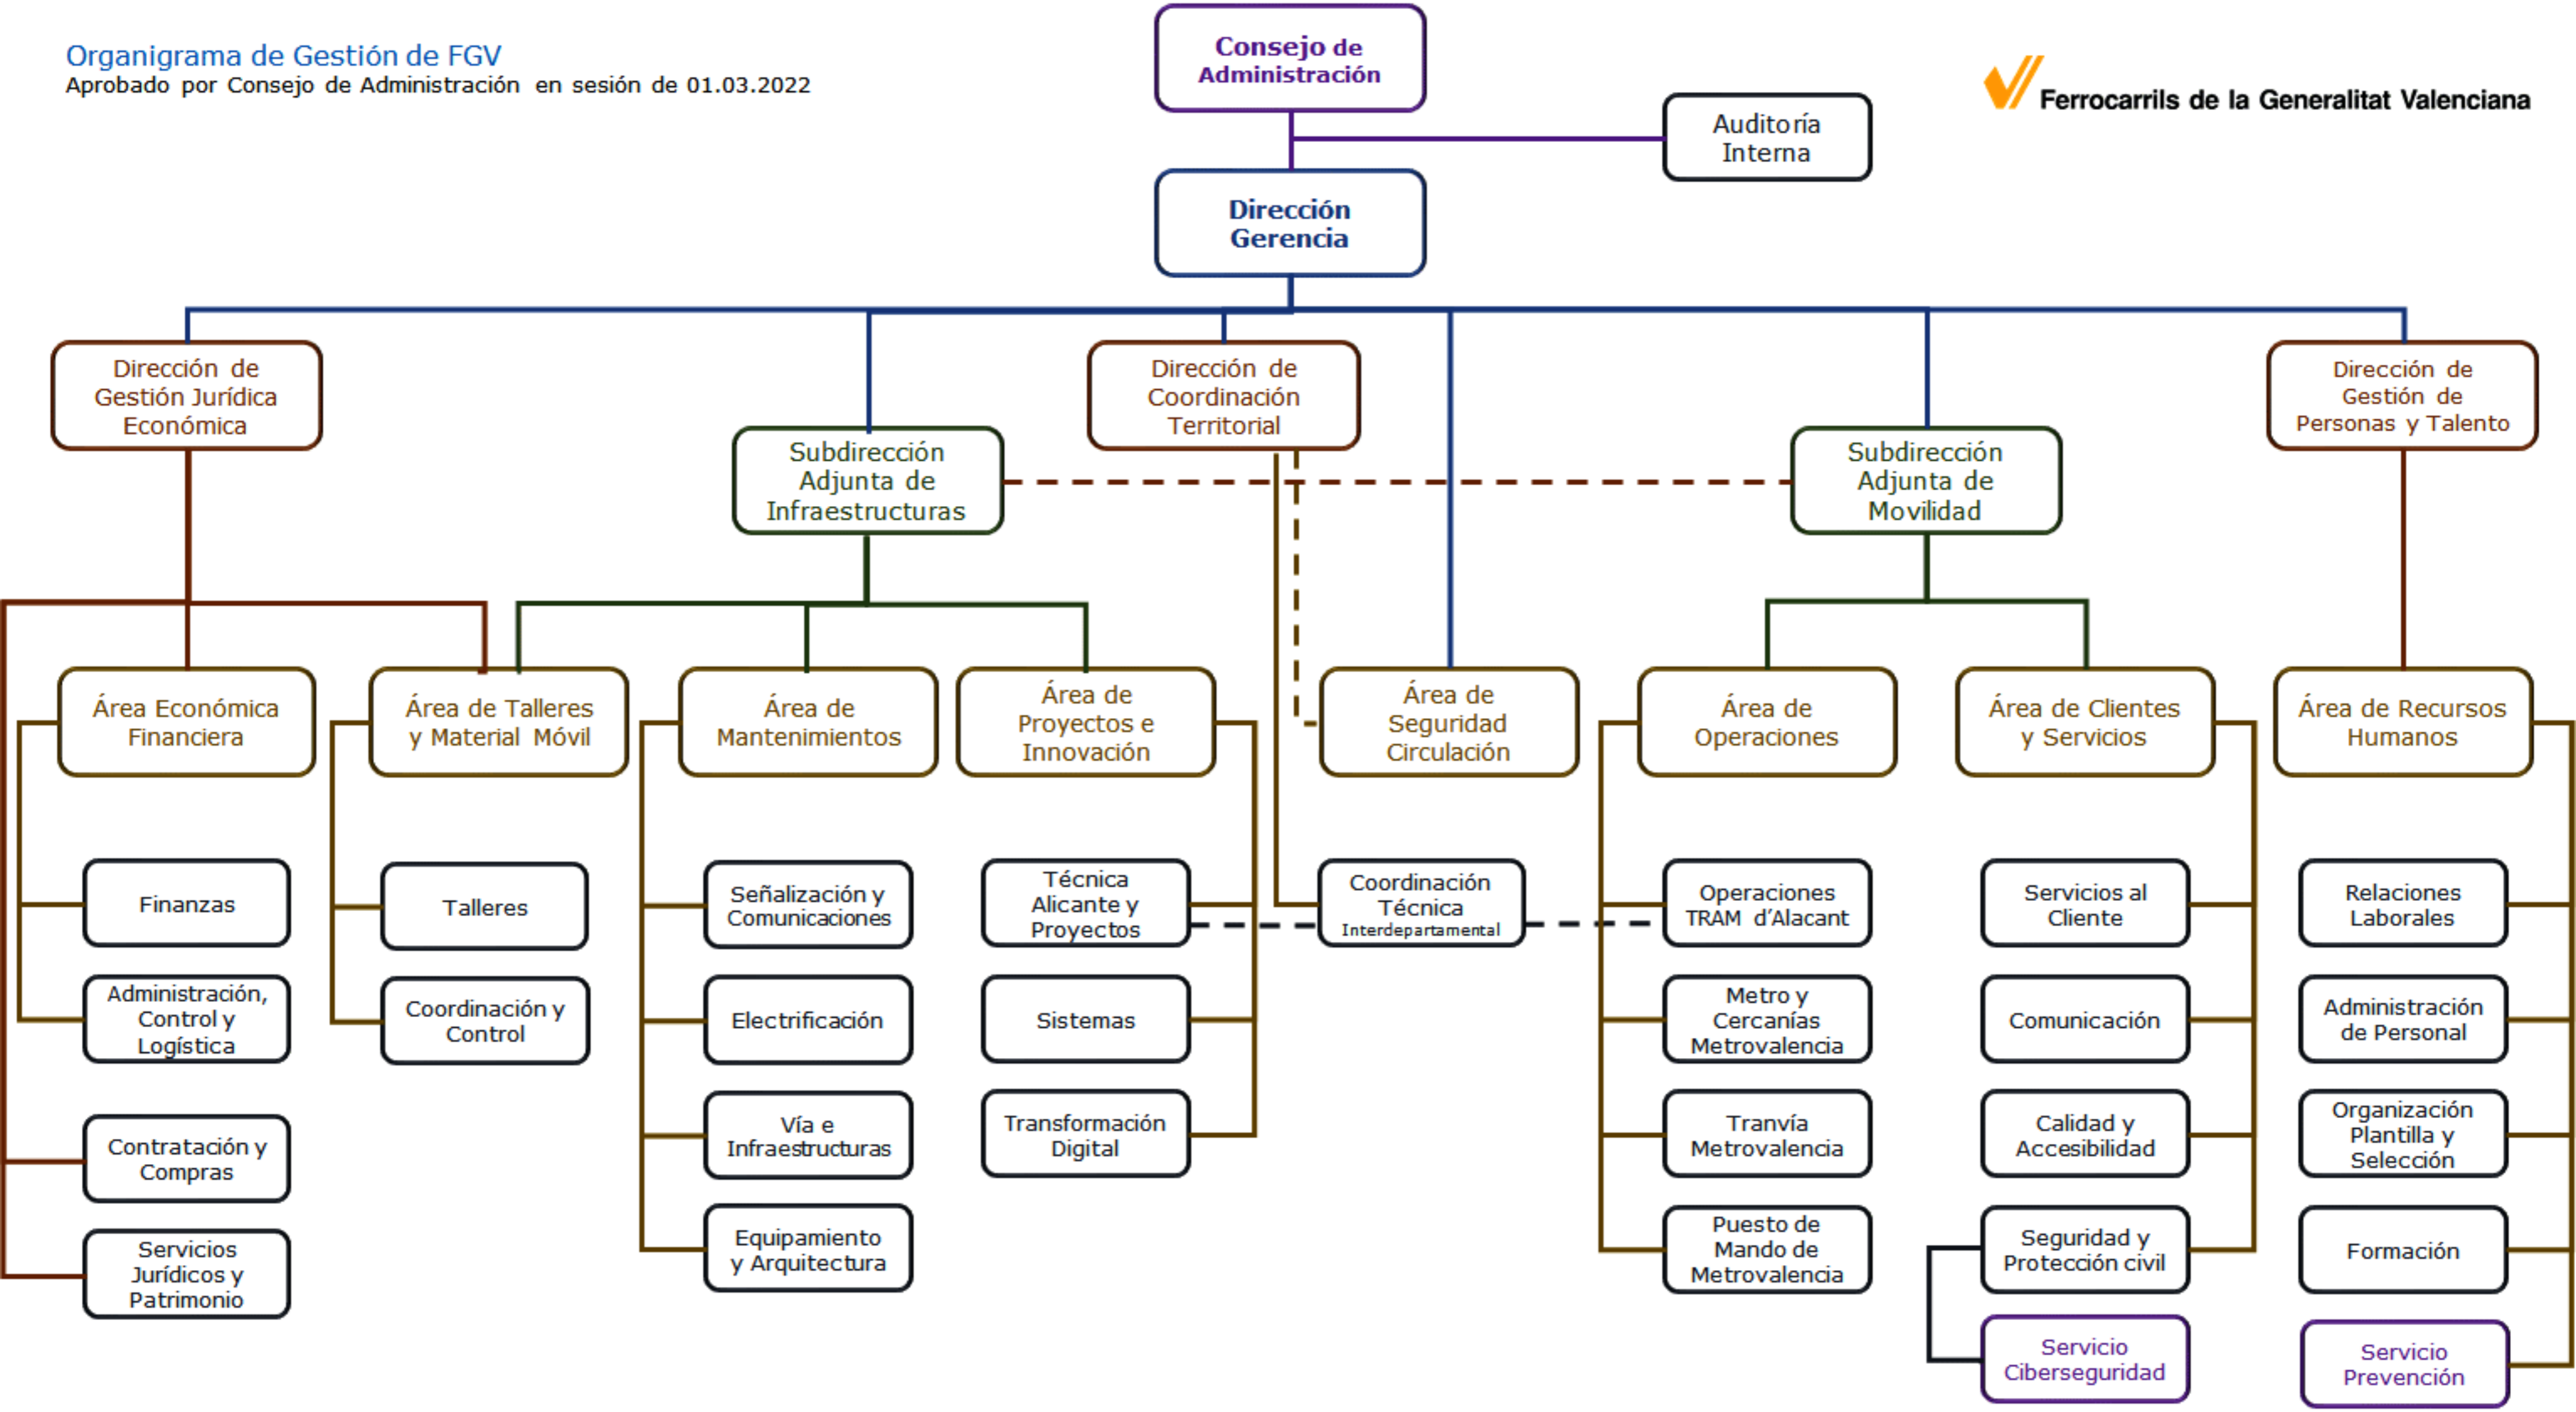 Organigrama de Gestión de FGV
Aprobado por Consejo de Administración en sesión de 01.03.2022
Consejo de
Administración
Auditoría
Interna
Ferrocarrils de la Generalitat Valenciana
Dirección
Gerencia
Dirección de
Gestión Jurídica
Económica
Dirección de
Coordinación
Territorial
Dirección de
Gestión de
Personas y Talento
Subdirección
Adjunta de
Infraestructuras
Subdirección
Adjunta de
Movilidad
Área Económica
Financiera
Área de Talleres
y Material Móvil
Área de
Mantenimientos
Área de
Proyectos e
Innovación
Área de
Seguridad
Circulación
Área de
Operaciones
Área de Clientes
y Servicios
Área de Recursos
Humanos
Finanzas
Talleres
Señalización y
Comunicaciones
Técnica
Alicante y
Proyectos
Coordinación
Técnica
Interdepartamental
Operaciones
TRAM d'Alacant
Servicios al
Cliente
Relaciones
Laborales
Administración,
Control y
Logística
Coordinación y
Control
Electrificación
Sistemas
Metro y
Cercanías
Metrovalencia
Comunicación
Administración
de Personal
Contratación y
Compras
Vía e
Infraestructuras
Transformación
Digital
Tranvía
Metrovalencia
Calidad y
Accesibilidad
Organización
Plantilla y
Selección
Servicios
Jurídicos y
Patrimonio
Equipamiento
y Arquitectura
Puesto de
Mando de
Metrovalencia
Seguridad y
Protección civil
Formación
Servicio
Ciberseguridad
Servicio
Prevención